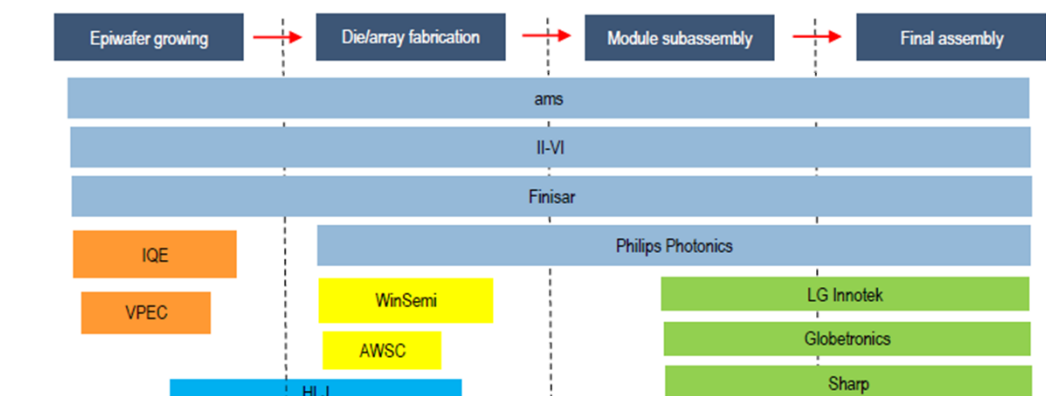 Epiwafer growing
Die/array fabrication
Module subassembly
Final assembly
ams
II-VI
Finisar
Philips Photonics
IQE
WinSemi
LG Innotek
VPEC
Globetronics
AWSC
Sharp